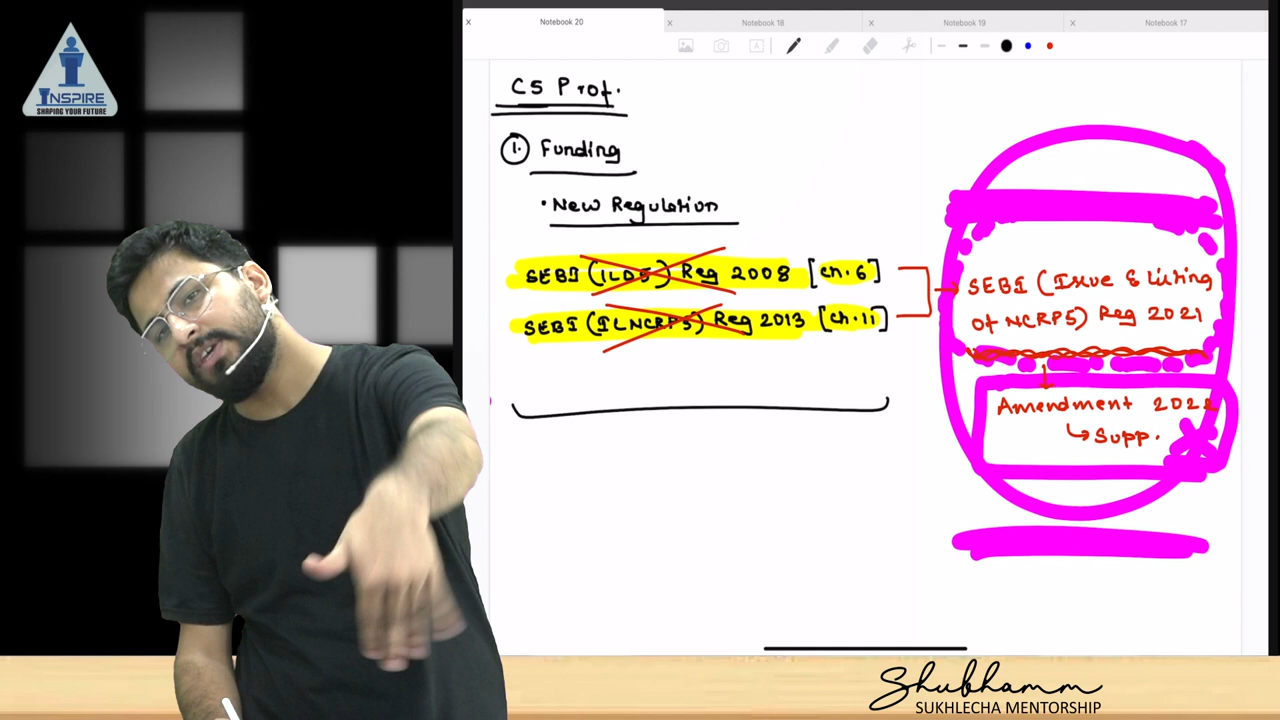 INSPIRE
SHAPING YOUR FUTURE
Notebook 20
Notebook 18
Notebook 19
Notebook 17
CS Prof.
1. Funding
• New Regulation
SEBI (ILDS) Reg 2008 [ch. 6]
SEBI (ILNCRPS) Reg 2013 [ch. 11]
SEBI (Issue & Listing
of NCRPS) Reg 2021
Amendment 2022
↳ Supp.
Shubhamm
SUKHLECHA MENTORSHIP